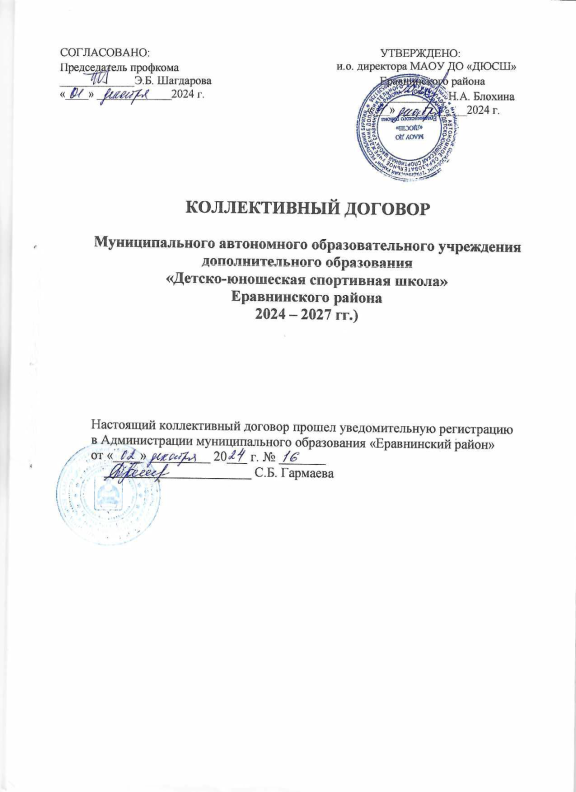 СОГЛАСОВАНО:
Председатель профкома
Э.Б. Шагдарова
« 01 » декабря 2024 г.
УТВЕРЖДЕНО:
и.о. директора МАОУ ДО «ДЮСШ»
Еравнинского района
Н.А. Блохина
» декабря 2024 г.
КОЛЛЕКТИВНЫЙ ДОГОВОР
Муниципального автономного образовательного учреждения
дополнительного образования
«Детско-юношеская спортивная школа»
Еравнинского района
2024 – 2027 гг.)
Настоящий коллективный договор прошел уведомительную регистрацию
в Администрации муниципального образования «Еравнинский район»
от « 02 » декабря 2024 г. № 16
С.Б. Гармаева